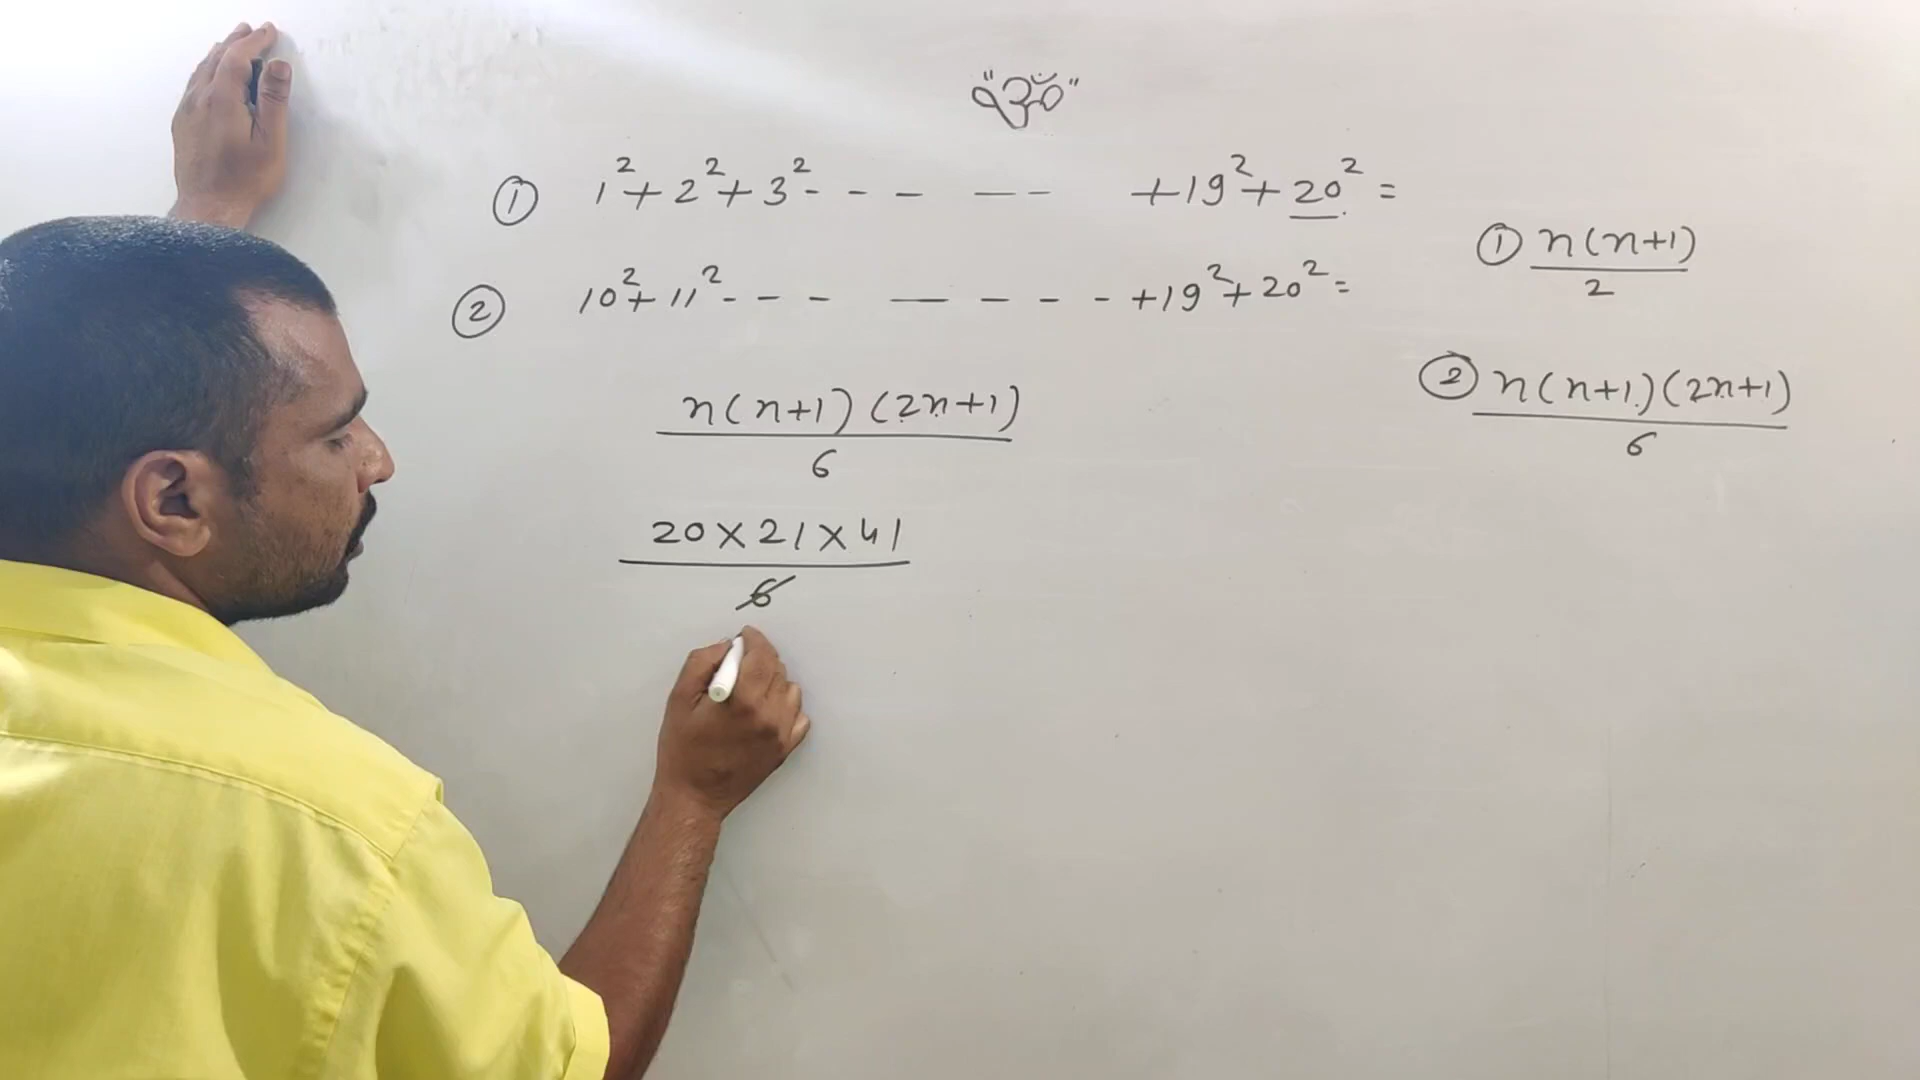 "ॐ"
① 1²+2²+3²- - - - - +19²+20² =
② 10²+11²- - - - - - - +19²+20² =
n(n+1)(2n+1)
6
20×21×41
6
① n(n+1)
2
② n(n+1)(2n+1)
6